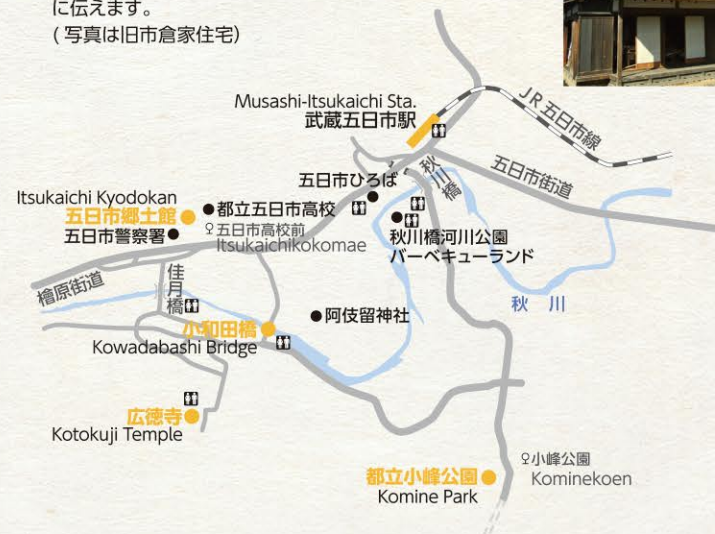 に伝えます。
(写真は旧市倉家住宅)
Musashi-Itsukaichi Sta.
武蔵五日市駅
JR五日市線
秋川橋
五日市街道
五日市ひろば
Itsukaichi Kyodokan
五日市郷土館
都立五日市高校
五日市警察署
五日市高校前
Itsukaichikokomae
秋川橋河川公園
バーベキューランド
檜原街道
佳月橋
秋川
阿伎留神社
小和田橋
Kowadabashi Bridge
広徳寺
Kotokuji Temple
小峰公園
Kominekoen
都立小峰公園
Komine Park